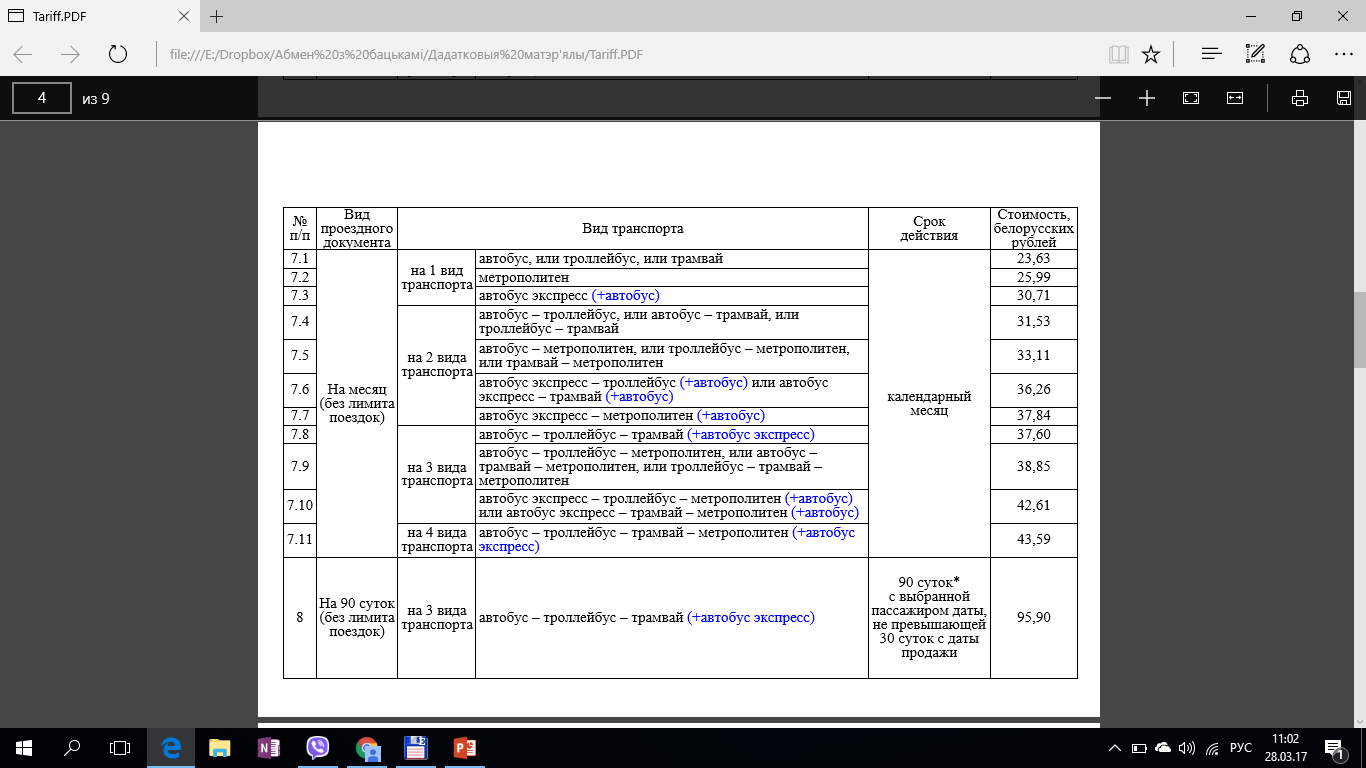 Tariff.PDF
file:///E:/Dropbox/Абмен%20з%20бацькамі/Дадатковыя%20матэр'ялы/Tariff.PDF
4 из 9
№ п/п
Вид проездного документа
Вид транспорта
Срок действия
Стоимость, белорусских рублей
На месяц (без лимита поездок)
календарный месяц
на 1 вид транспорта
7.1 автобус, или троллейбус, или трамвай 23,63
7.2 метрополитен 25,99
7.3 автобус экспресс (+автобус) 30,71
на 2 вида транспорта
7.4 автобус – троллейбус, или автобус – трамвай, или
троллейбус – трамвай 31,53
7.5 автобус – метрополитен, или троллейбус – метрополитен,
или трамвай – метрополитен 33,11
7.6 автобус экспресс – троллейбус (+автобус) или автобус
экспресс – трамвай (+автобус) 36,26
7.7 автобус экспресс – метрополитен (+автобус) 37,84
на 3 вида транспорта
7.8 автобус – троллейбус – трамвай (+автобус экспресс) 37,60
7.9 автобус – троллейбус – метрополитен, или автобус –
трамвай – метрополитен, или троллейбус – трамвай –
метрополитен 38,85
7.10 автобус экспресс – троллейбус – метрополитен (+автобус)
или автобус экспресс – трамвай – метрополитен (+автобус) 42,61
на 4 вида транспорта
7.11 автобус – троллейбус – трамвай – метрополитен (+автобус
экспресс) 43,59
8
На 90 суток
(без лимита
поездок)
на 3 вида
транспорта
автобус – троллейбус – трамвай (+автобус экспресс)
90 суток*
с выбранной
пассажиром даты,
не превышающей
30 суток с даты
продажи
95,90
РУС
11:02
28.03.17
1